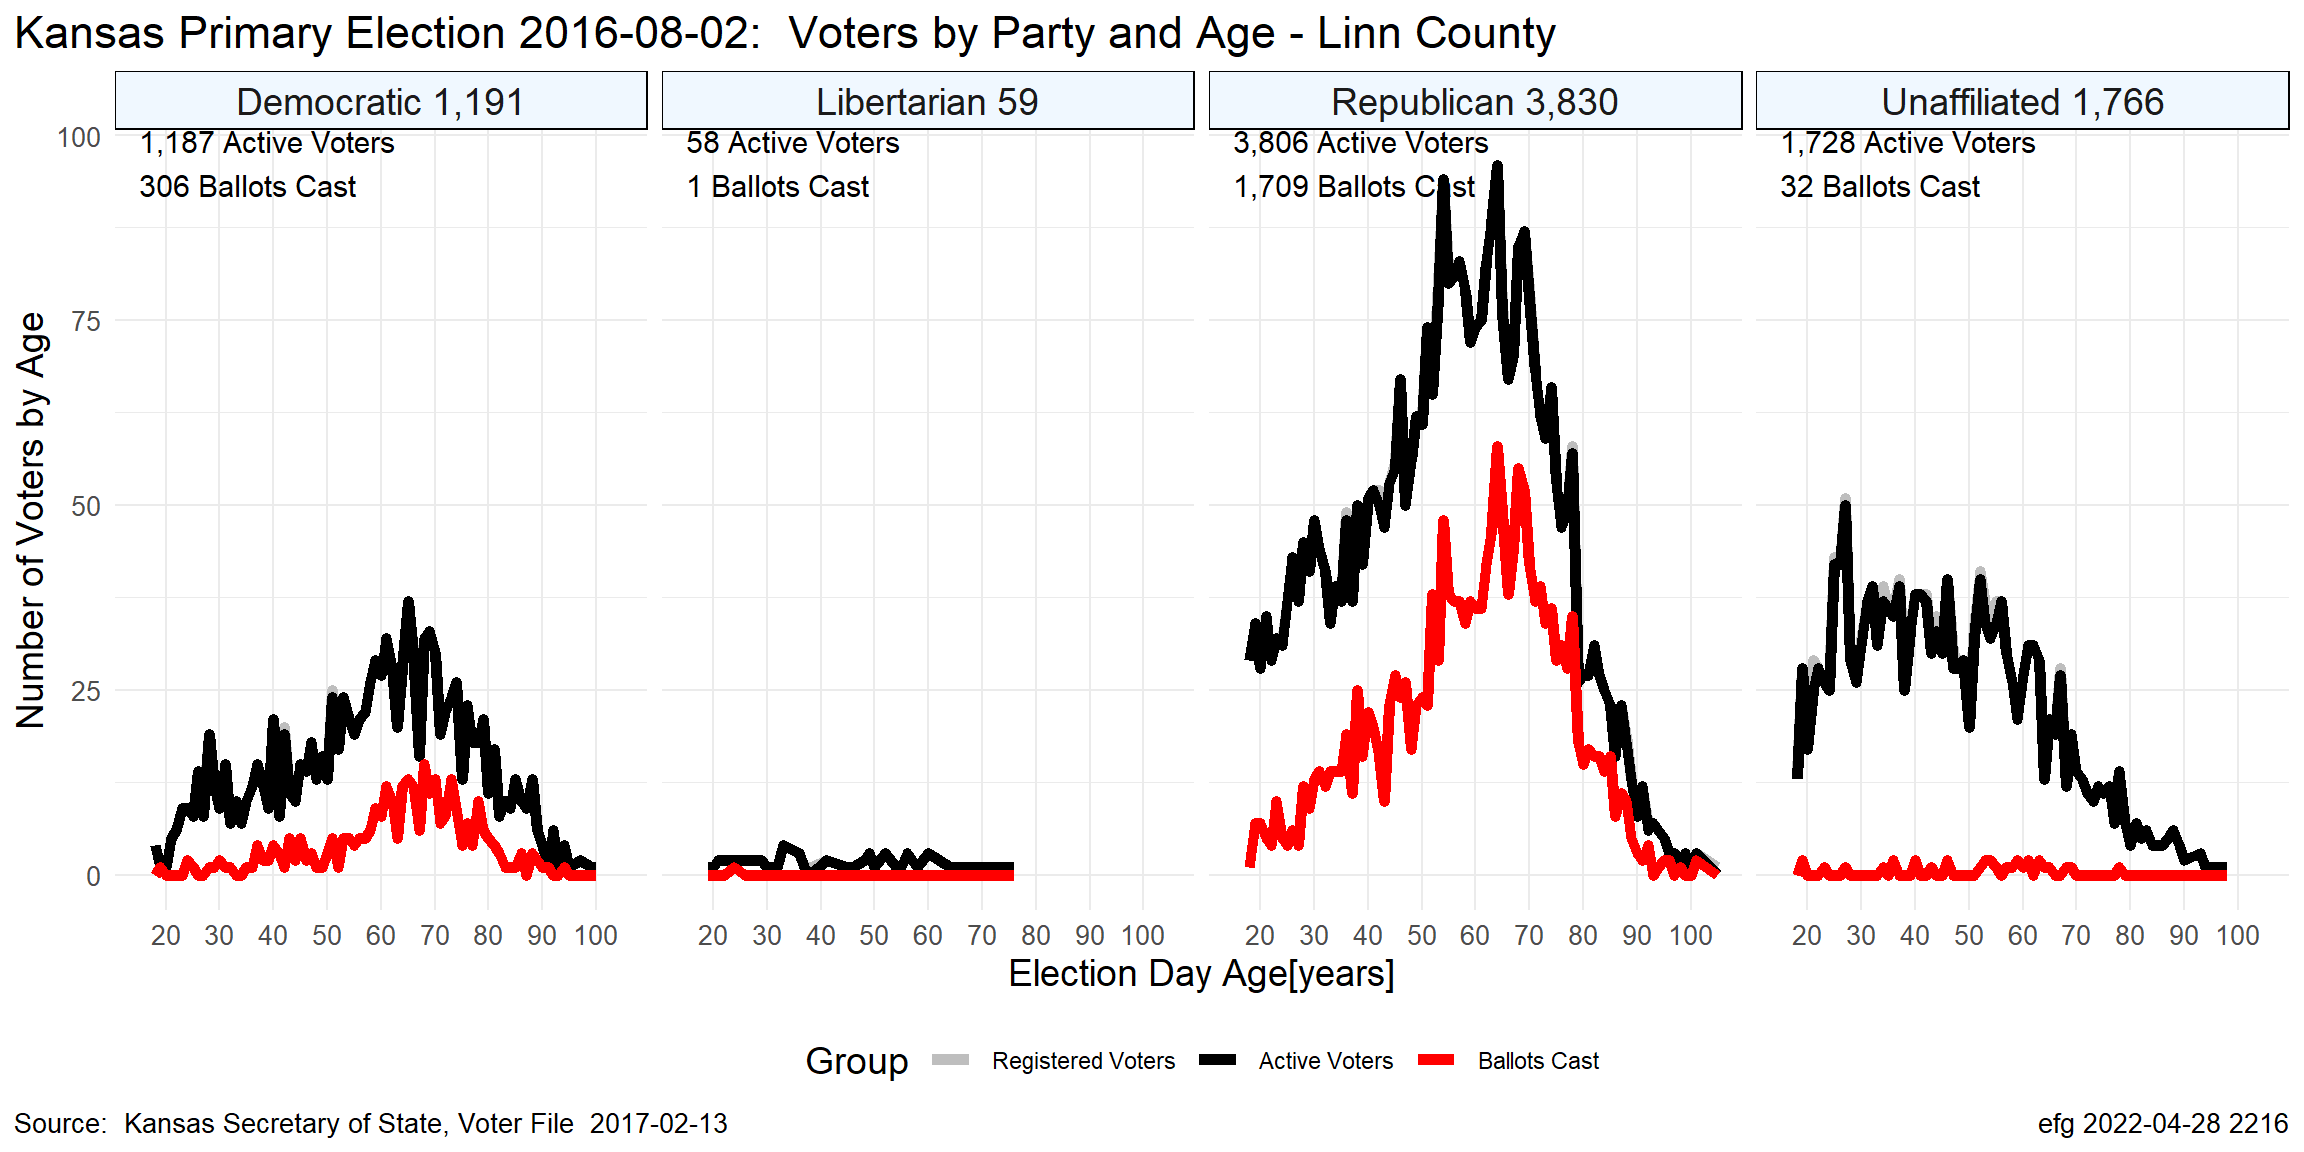 Kansas Primary Election 2016-08-02:  Voters by Party and Age - Linn County
Democratic 1,191
Libertarian 59
Republican 3,830
Unaffiliated 1,766
1,187 Active Voters
306 Ballots Cast
58 Active Voters
1 Ballots Cast
3,806 Active Voters
1,709 Ballots Cast
1,728 Active Voters
32 Ballots Cast
Number of Voters by Age
100
75
50
25
0
20 30 40 50 60 70 80 90 100
20 30 40 50 60 70 80 90 100
20 30 40 50 60 70 80 90 100
20 30 40 50 60 70 80 90 100
Election Day Age[years]
Group Registered Voters Active Voters Ballots Cast
Source:  Kansas Secretary of State, Voter File  2017-02-13
efg 2022-04-28 2216